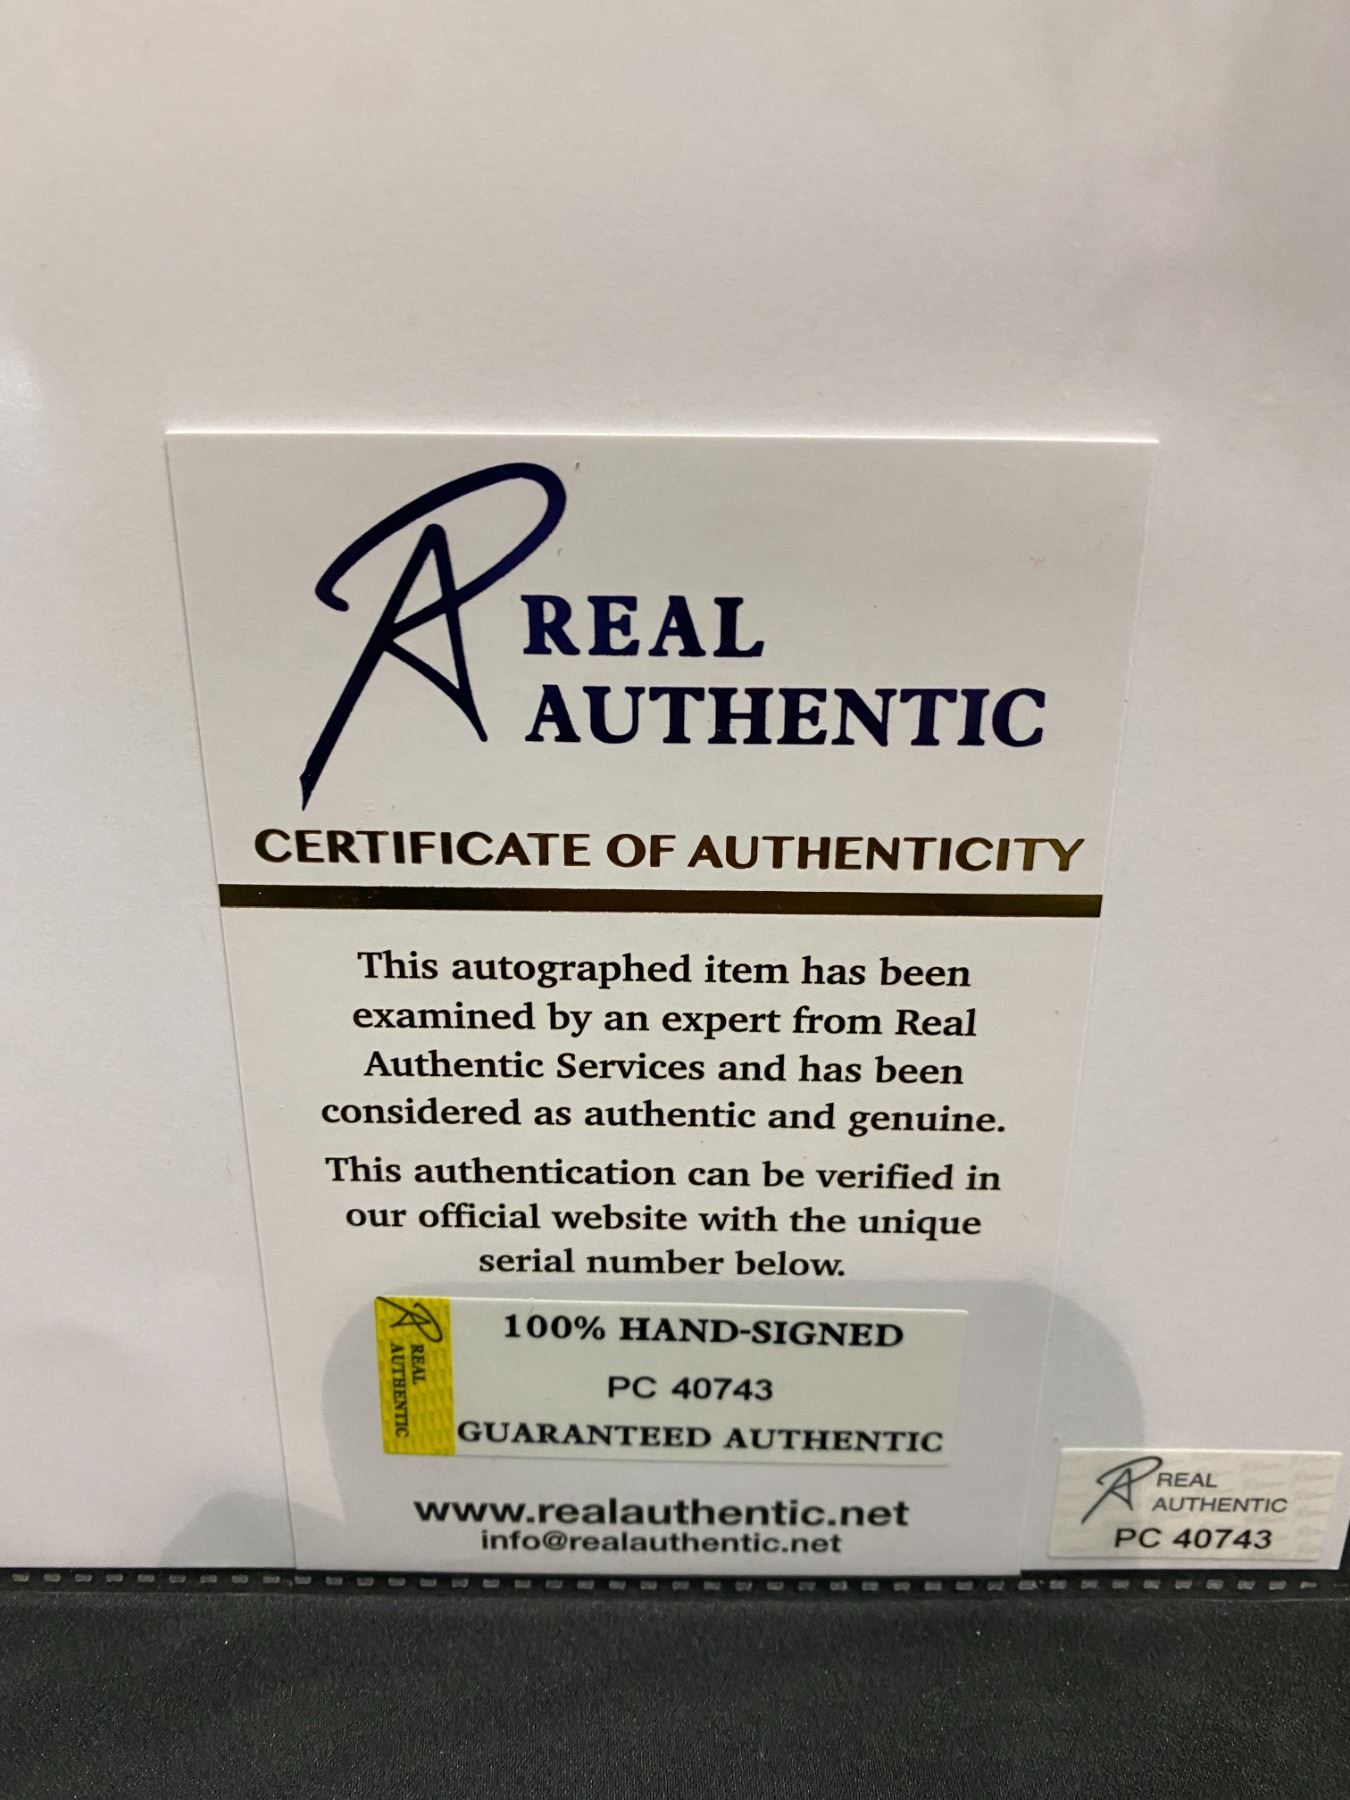 REAL
AUTHENTIC
CERTIFICATE OF AUTHENTICITY
This autographed item has been
examined by an expert from Real
Authentic Services and has been
considered as authentic and genuine.
This authentication can be verified in
our official website with the unique
serial number below.
REAL
AUTHENTIC
100% HAND-SIGNED
PC 40743
GUARANTEED AUTHENTIC
www.realauthentic.net
info@realauthentic.net
REAL
AUTHENTIC
PC 40743